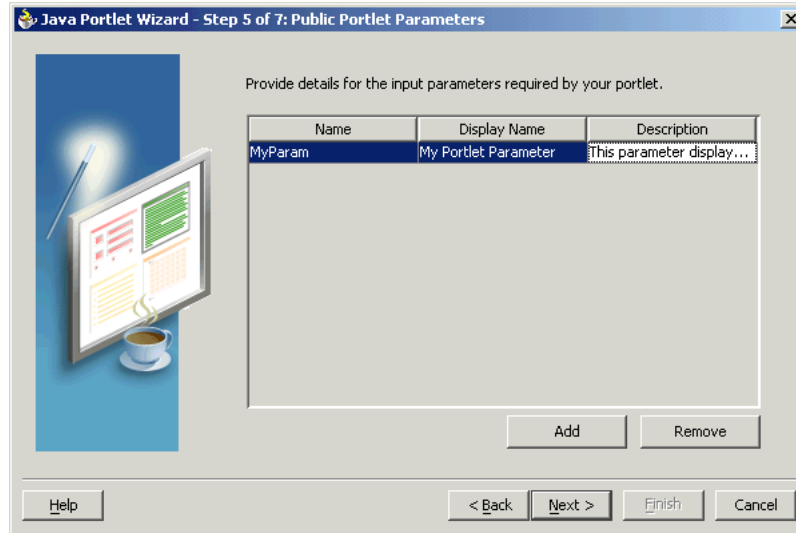 Java Portlet Wizard - Step 5 of 7: Public Portlet Parameters
Provide details for the input parameters required by your portlet.
Name Display Name Description
MyParam My Portlet Parameter This parameter display...
Add Remove
Help < Back Next > Finish Cancel